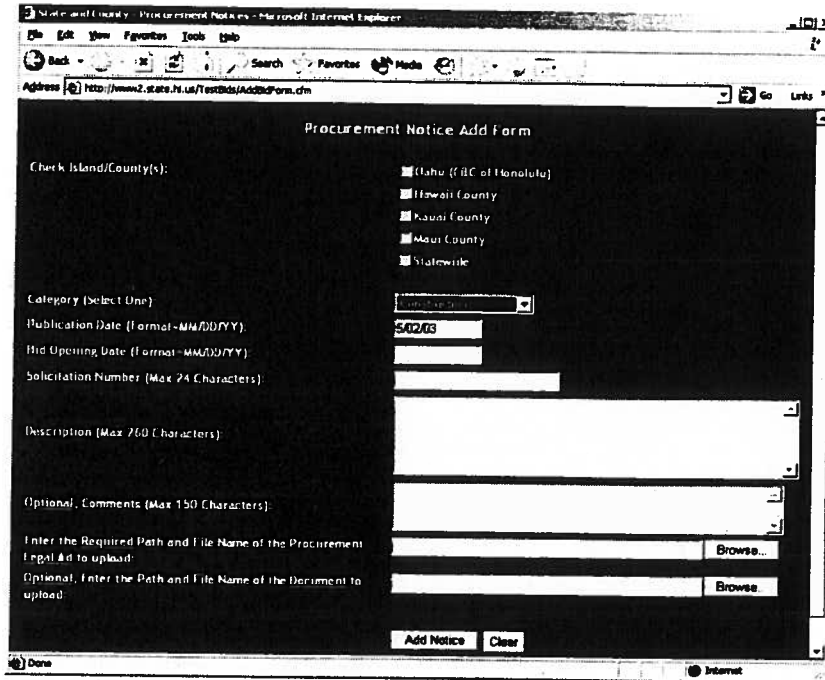 State and County - Procurement Notices - Microsoft Internet Explorer
File Edit View Favorites Tools Help
Back Search Favorites Media
Address http://www2.state.hi.us/TestBids/AddBidForm.cfm Go Links
Procurement Notice Add Form
Check Island/County(s):
Oahu (C&C of Honolulu)
Hawaii County
Kauai County
Maui County
Statewide
Category (Select One):
Construction
Publication Date (Format=MM/DD/YY):
5/02/03
Bid Opening Date (Format=MM/DD/YY):
Solicitation Number (Max 24 Characters):
Description (Max 260 Characters):
Optional, Comments (Max 150 Characters):
Enter the Required Path and File Name of the Procurement
Legal Ad to upload:
Browse...
Optional, Enter the Path and File Name of the Document to
upload:
Browse...
Add Notice Clear
Done Internet